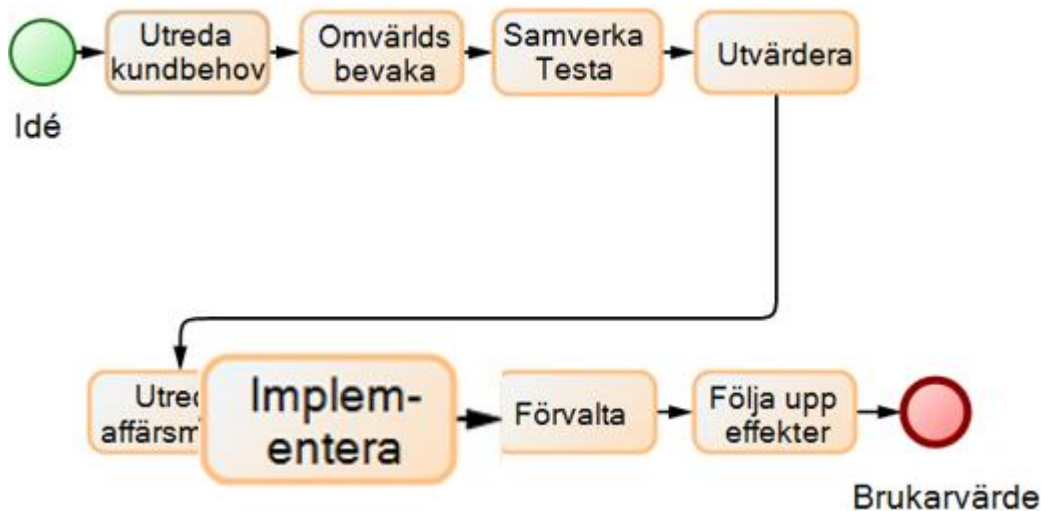 Utreda
kundbehov
Omvärlds
bevaka
Samverka
Testa
Utvärdera
Idé
Implem-
entera
Förvalta
Följa upp
effekter
Brukarvärde